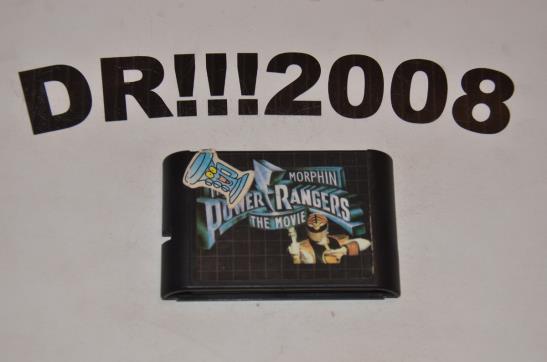 DR!!!2008
MORPHIN
POWER RANGERS
THE MOVIE